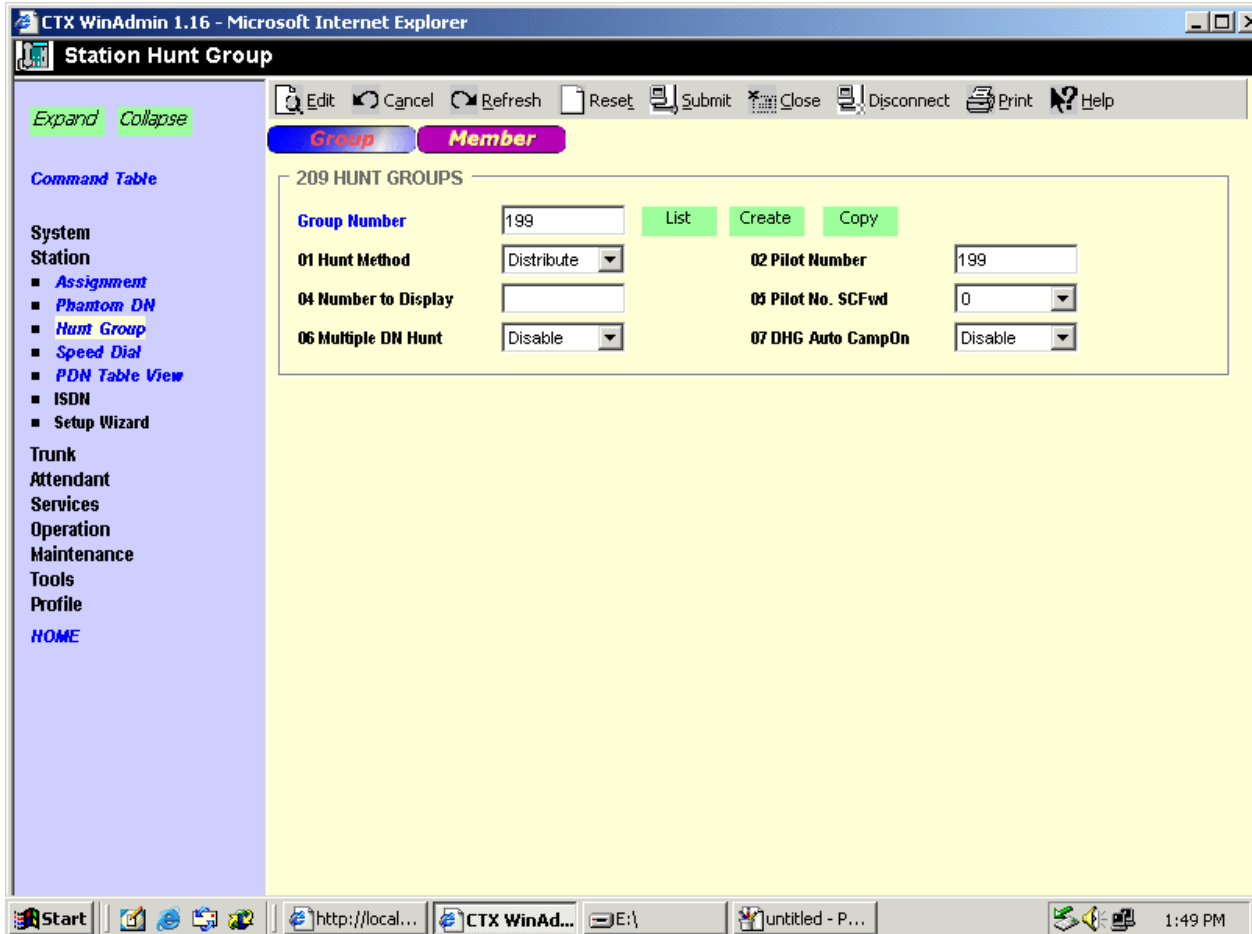 CTX WinAdmin 1.16 - Microsoft Internet Explorer
Station Hunt Group
Expand Collapse
Command Table
System
Station
Assignment
Phantom DN
Hunt Group
Speed Dial
PDN Table View
ISDN
Setup Wizard
Trunk
Attendant
Services
Operation
Maintenance
Tools
Profile
HOME
Edit Cancel Refresh Reset Submit Close Disconnect Print Help
Group Member
209 HUNT GROUPS
Group Number 199 List Create Copy
01 Hunt Method Distribute 02 Pilot Number 199
04 Number to Display 05 Pilot No. SCFwd 0
06 Multiple DN Hunt Disable 07 DHG Auto CampOn Disable
Start http://local... CTX WinAd... E:\ untitled - P... 1:49 PM